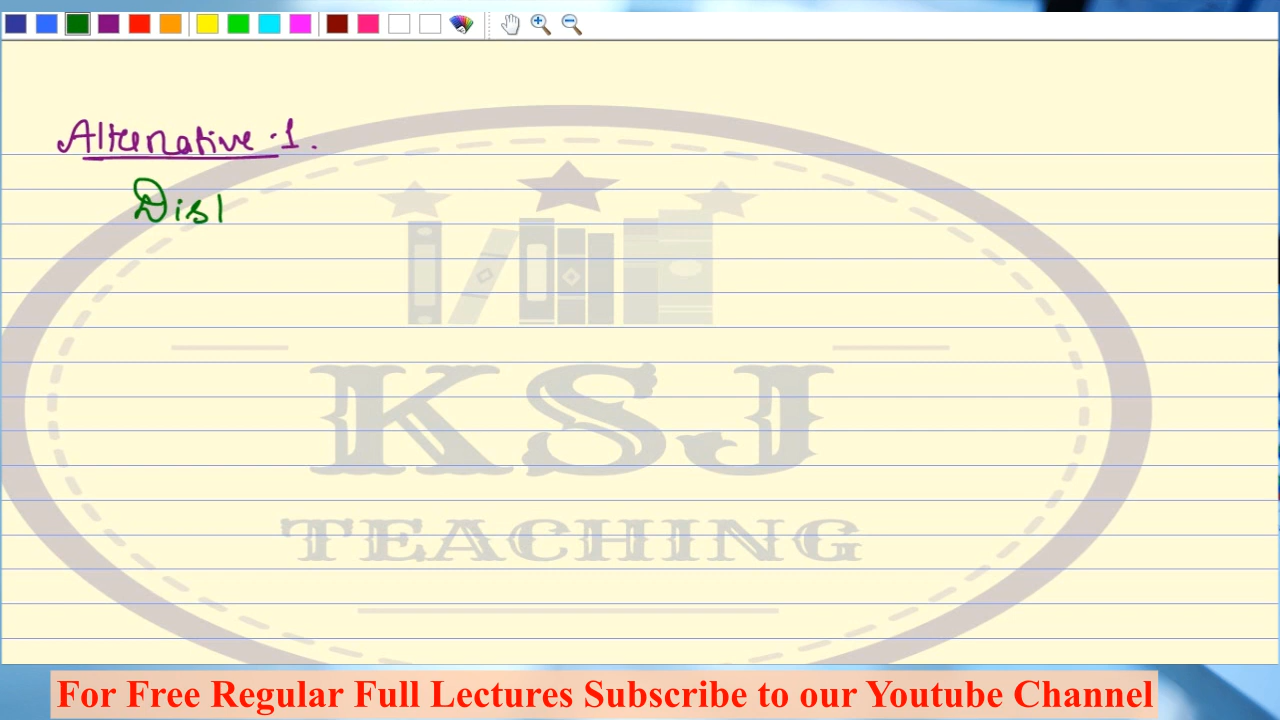 Alternative . 1 .
Disl
KSJ
TEACHING
For Free Regular Full Lectures Subscribe to our Youtube Channel